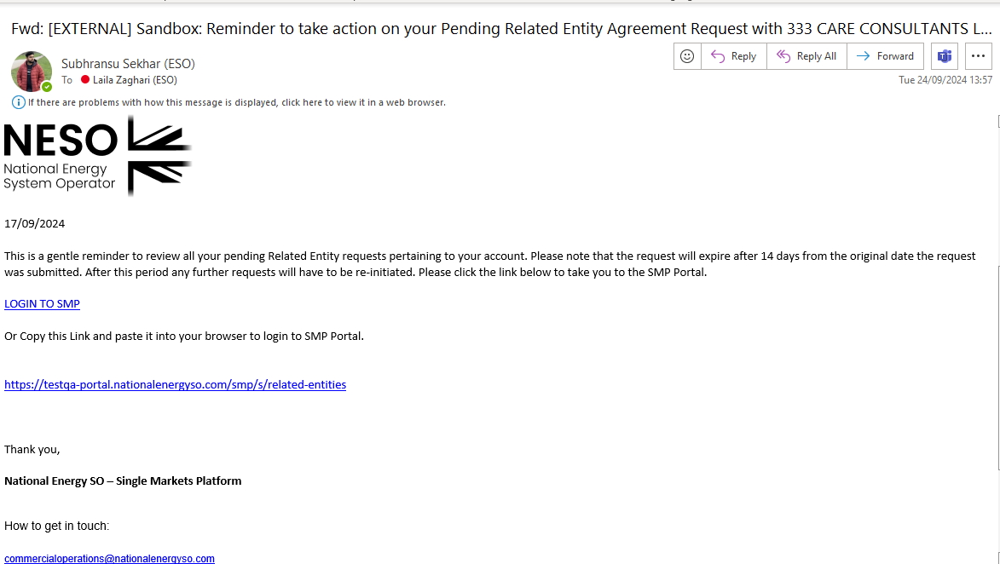 Fwd: [EXTERNAL] Sandbox: Reminder to take action on your Pending Related Entity Agreement Request with 333 CARE CONSULTANTS L...
Subhransu Sekhar (ESO)
To Laila Zaghari (ESO)
Reply
Reply All
Forward
Tue 24/09/2024 13:57
If there are problems with how this message is displayed, click here to view it in a web browser.
NESO
National Energy
System Operator
17/09/2024
This is a gentle reminder to review all your pending Related Entity requests pertaining to your account. Please note that the request will expire after 14 days from the original date the request
was submitted. After this period any further requests will have to be re-initiated. Please click the link below to take you to the SMP Portal.
LOGIN TO SMP
Or Copy this Link and paste it into your browser to login to SMP Portal.
https://testqa-portal.nationalenergyso.com/smp/s/related-entities
Thank you,
National Energy SO – Single Markets Platform
How to get in touch:
commercialoperations@nationalenergyso.com